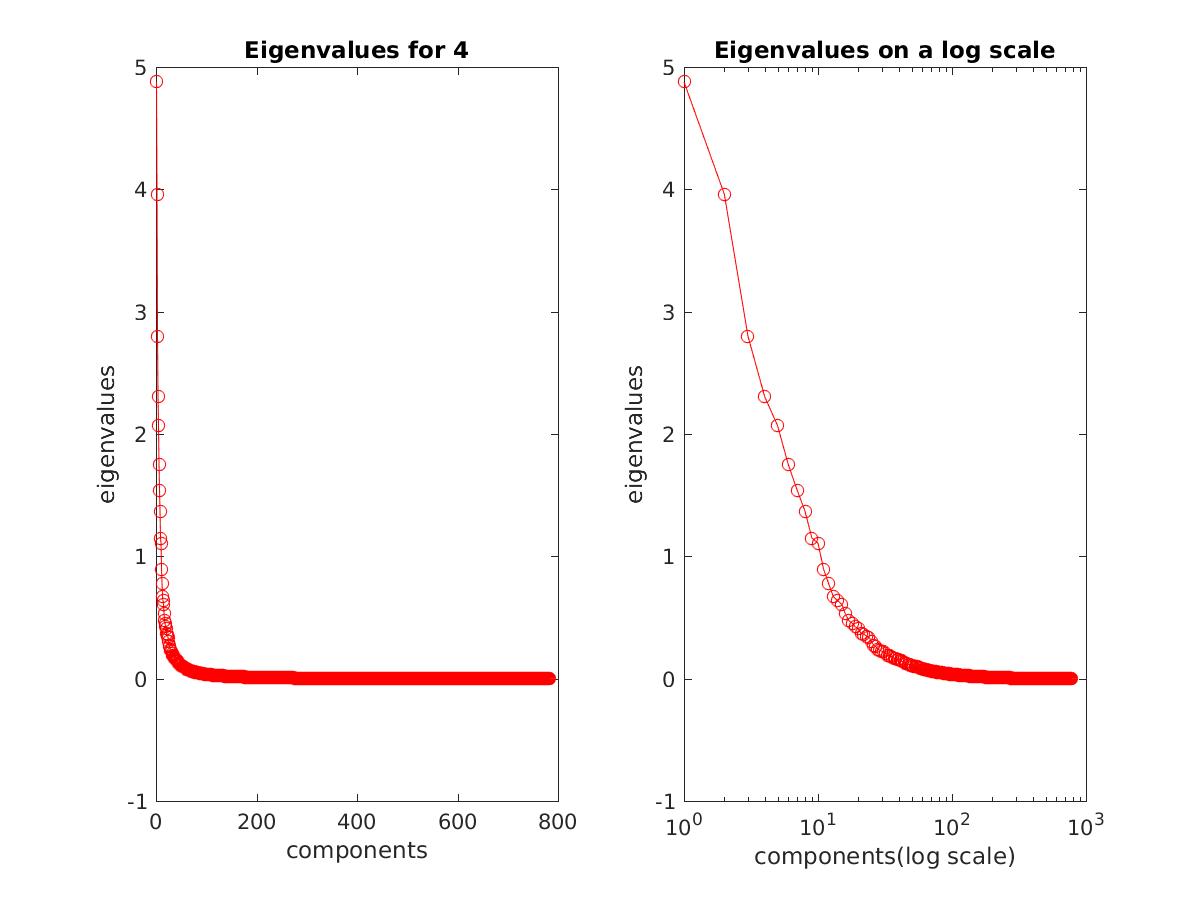 Eigenvalues for 4
5
4
3
2
1
0
-1
eigenvalues
0 200 400 600 800
components
Eigenvalues on a log scale
5
4
3
2
1
0
-1
eigenvalues
10^0 10^1 10^2 10^3
components(log scale)